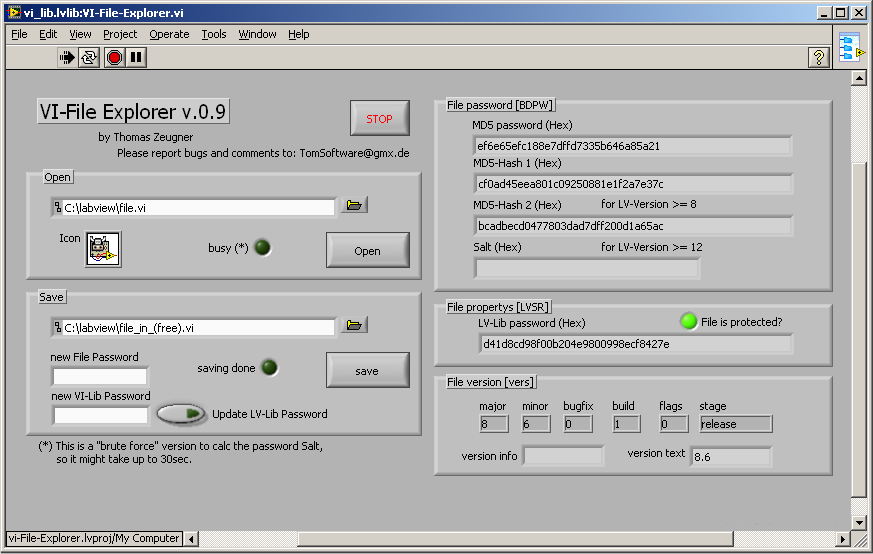 vi_lib.lvlib:VI-File-Explorer.vi
File Edit View Project Operate Tools Window Help
?
VI-File Explorer v.0.9
STOP
by Thomas Zeugner
Please report bugs and comments to: TomSoftware@gmx.de
Open
C:\labview\file.vi
Icon
busy (*)
Open
Save
C:\labview\file_in_(free).vi
new File Password
saving done
save
new VI-Lib Password
Update LV-Lib Password
(*) This is a "brute force" version to calc the password Salt,
so it might take up to 30sec.
File password [BDPW]
MD5 password (Hex)
ef6e65efc188e7dffd7335b646a85a21
MD5-Hash 1 (Hex)
cf0ad45eea801c09250881e1f2a7e37c
MD5-Hash 2 (Hex) for LV-Version >= 8
bcadbecd0477803dad7dff200d1a65ac
Salt (Hex) for LV-Version >= 12
File propertys [LVSR]
LV-Lib password (Hex) File is protected?
d41d8cd98f00b204e9800998ecf8427e
File version [vers]
major minor bugfix build flags stage
8 6 0 1 0 release
version info version text 8.6
vi-File-Explorer.lvproj/My Computer